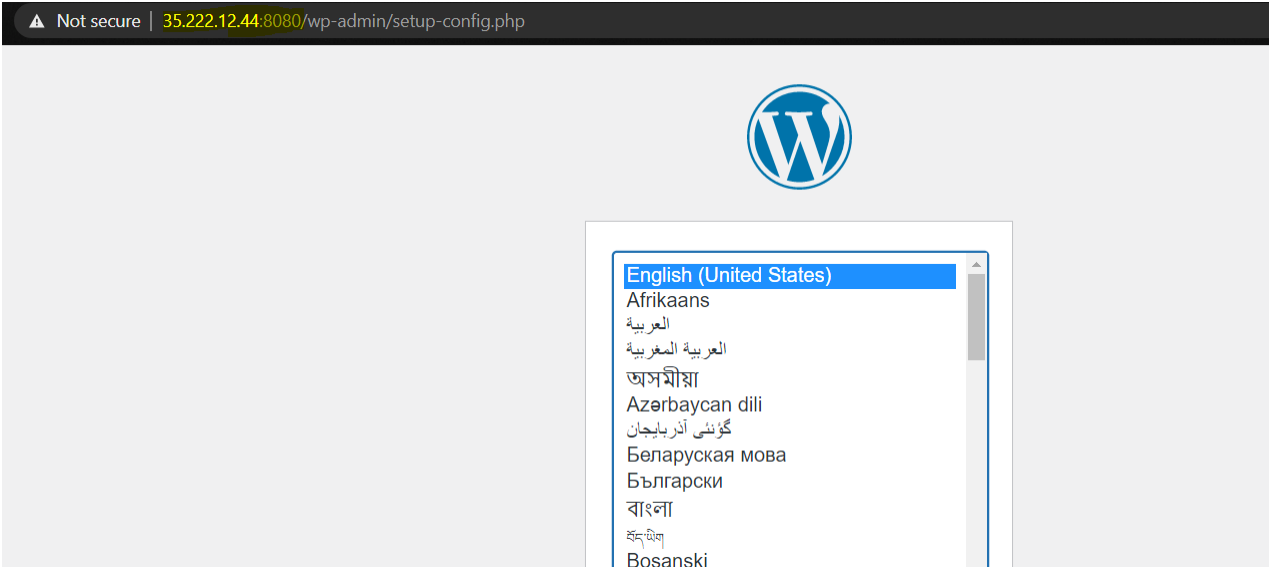 Not secure | 35.222.12.44:8080/wp-admin/setup-config.php
W
English (United States)
Afrikaans
العربية
العربية المغربية
অসমীয়া
Azərbaycan dili
گؤنئی آذربایجان
Беларуская мова
Български
বাংলা
བོད་ཡིག
Bosanski